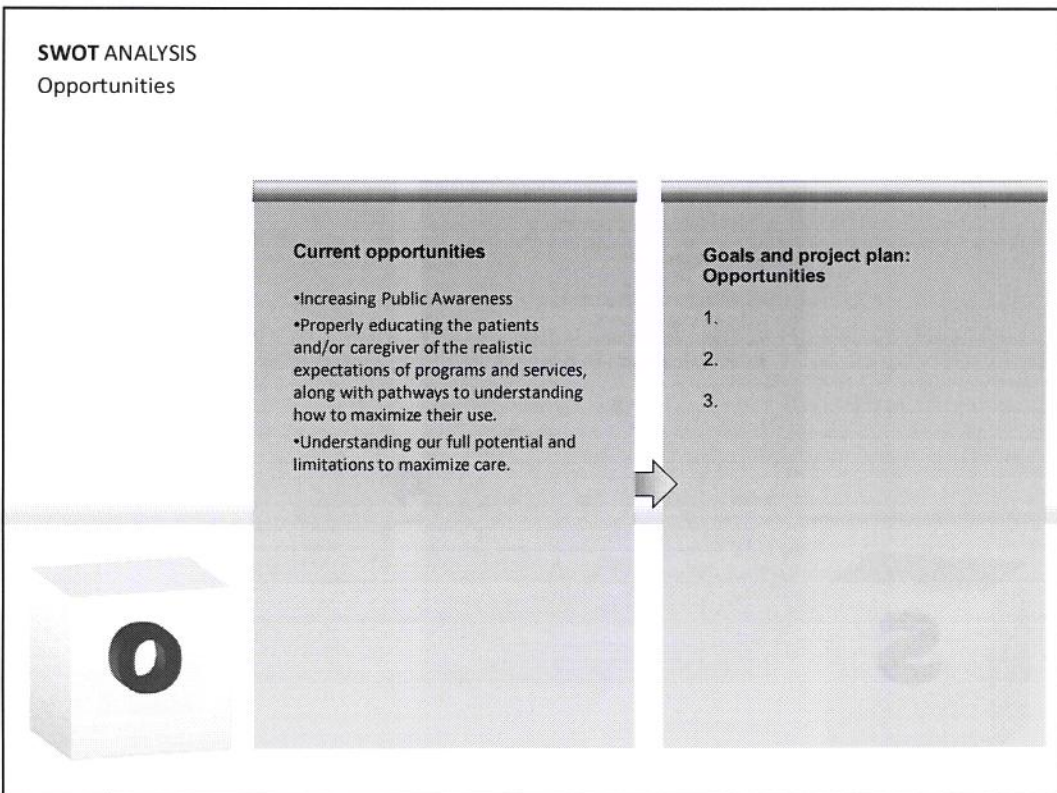 SWOT ANALYSIS
Opportunities
Current opportunities
•Increasing Public Awareness
•Properly educating the patients
and/or caregiver of the realistic
expectations of programs and services,
along with pathways to understanding
how to maximize their use.
•Understanding our full potential and
limitations to maximize care.
Goals and project plan:
Opportunities
1.
2.
3.
O
S